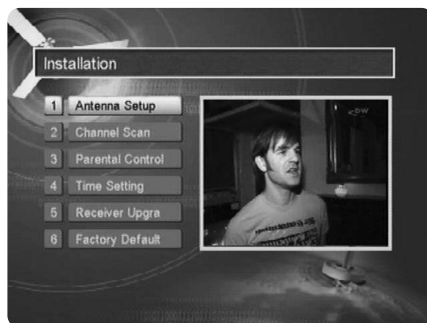 Installation
1 Antenna Setup
2 Channel Scan
3 Parental Control
4 Time Setting
5 Receiver Upgra
6 Factory Default
DW